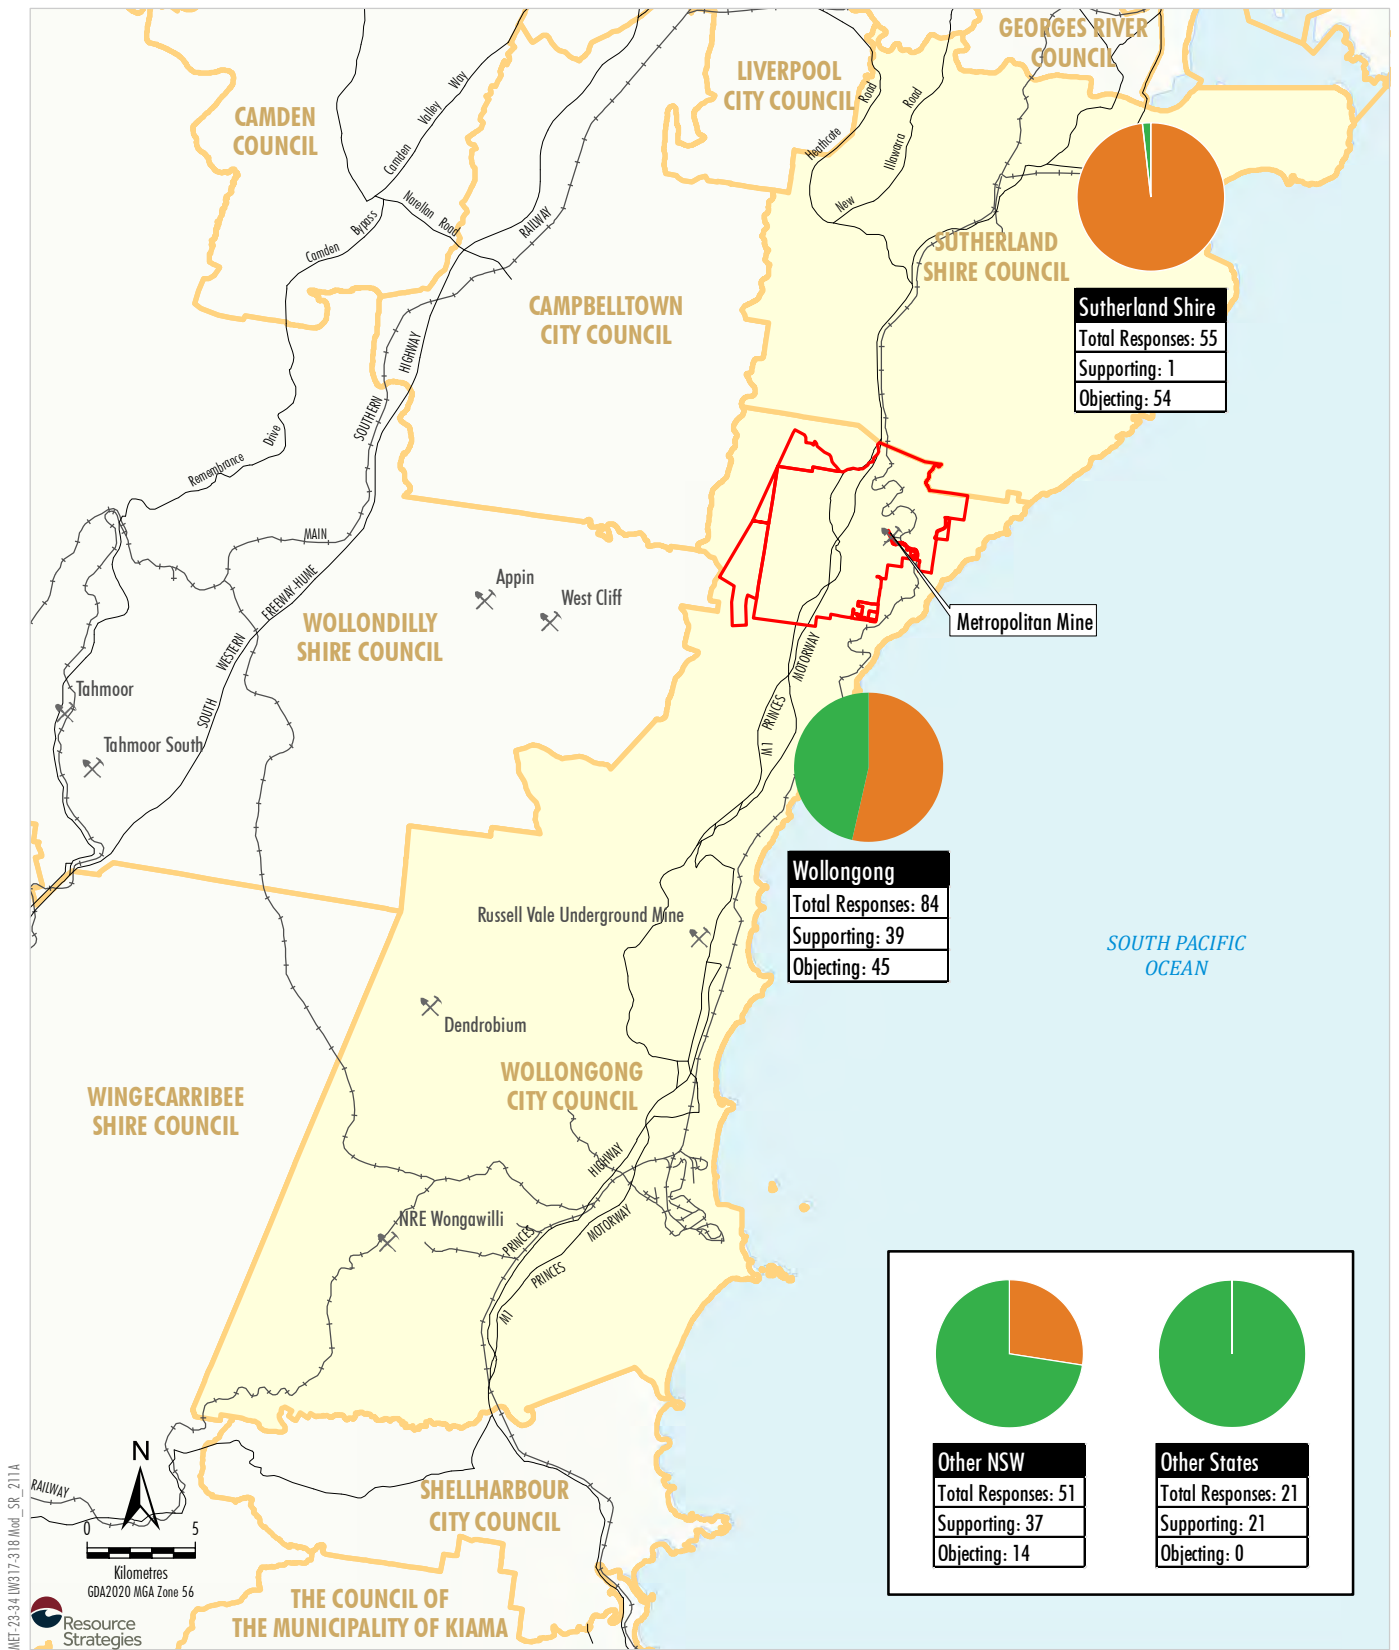 GEORGES RIVER
COUNCIL
LIVERPOOL
CITY COUNCIL
CAMDEN
COUNCIL
Camden Valley Way
Heathcote Road
New Illawarra Road
Narellan Road
Camden Bypass
RAILWAY
SUTHERLAND
SHIRE COUNCIL
CAMPBELLTOWN
CITY COUNCIL
Sutherland Shire
Total Responses: 55
Supporting: 1
Objecting: 54
HIGHWAY
SOUTHERN
Remembrance Drive
MAIN
Appin
West Cliff
FREEWAY-HUME
WOLLONDILLY
SHIRE COUNCIL
Metropolitan Mine
WESTERN
SOUTH
MOTORWAY
M1 PRINCES
Tahmoor
Tahmoor South
Wollongong
Total Responses: 84
Supporting: 39
Objecting: 45
Russell Vale Underground Mine
SOUTH PACIFIC
OCEAN
Dendrobium
WOLLONGONG
CITY COUNCIL
WINGECARRIBEE
SHIRE COUNCIL
HIGHWAY
PRINCES
NRE Wongawilli
MOTORWAY
PRINCES
M1
Other NSW
Total Responses: 51
Supporting: 37
Objecting: 14
Other States
Total Responses: 21
Supporting: 21
Objecting: 0
SHELLHARBOUR
CITY COUNCIL
RAILWAY
N
0 5
Kilometres
GDA2020 MGA Zone 56
THE COUNCIL OF
THE MUNICIPALITY OF KIAMA
Resource
Strategies
MET-23-34 LW317-318 Mod_SR_211A